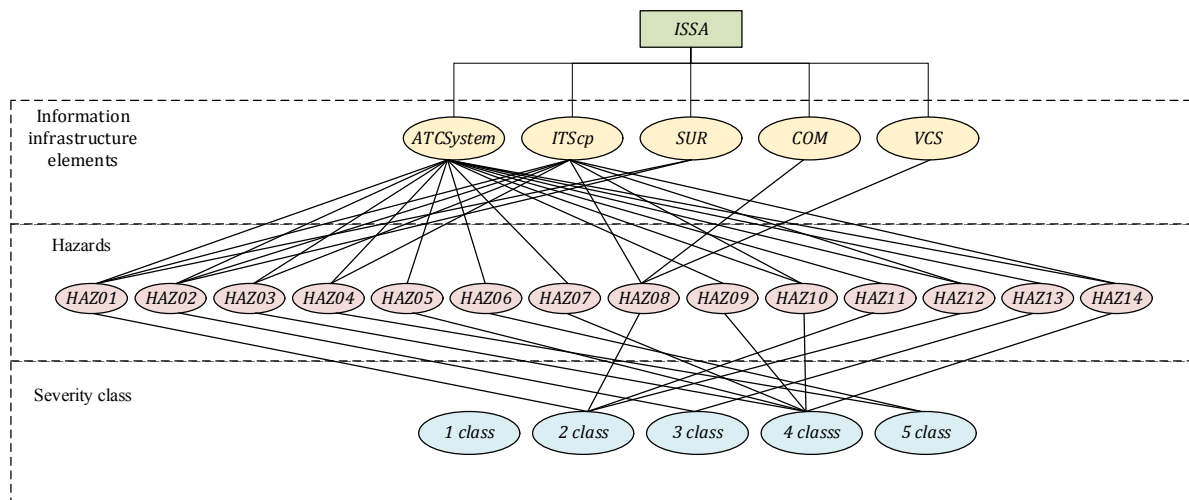 ISSA
Information
infrastructure
elements
ATCSystem
ITScp
SUR
COM
VCS
Hazards
HAZ01
HAZ02
HAZ03
HAZ04
HAZ05
HAZ06
HAZ07
HAZ08
HAZ09
HAZ10
HAZ11
HAZ12
HAZ13
HAZ14
Severity class
1 class
2 class
3 class
4 classs
5 class